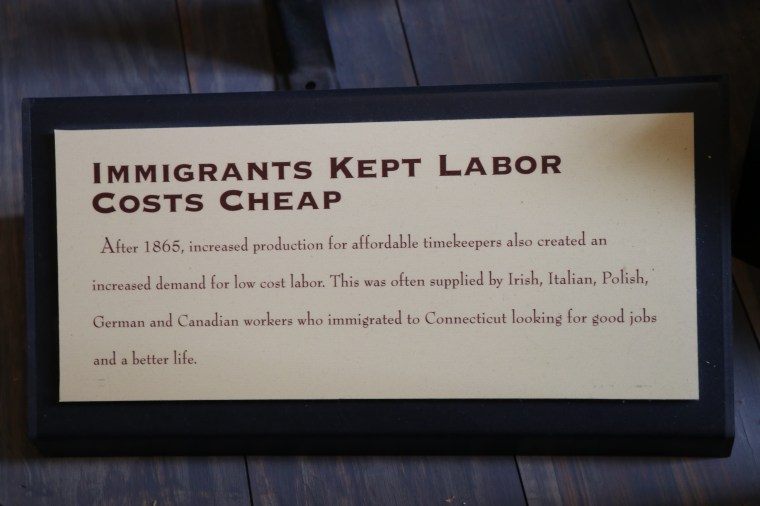 IMMIGRANTS KEPT LABOR
COSTS CHEAP
After 1865, increased production for affordable timekeepers also created an
increased demand for low cost labor. This was often supplied by Irish, Italian, Polish,
German and Canadian workers who immigrated to Connecticut looking for good jobs
and a better life.